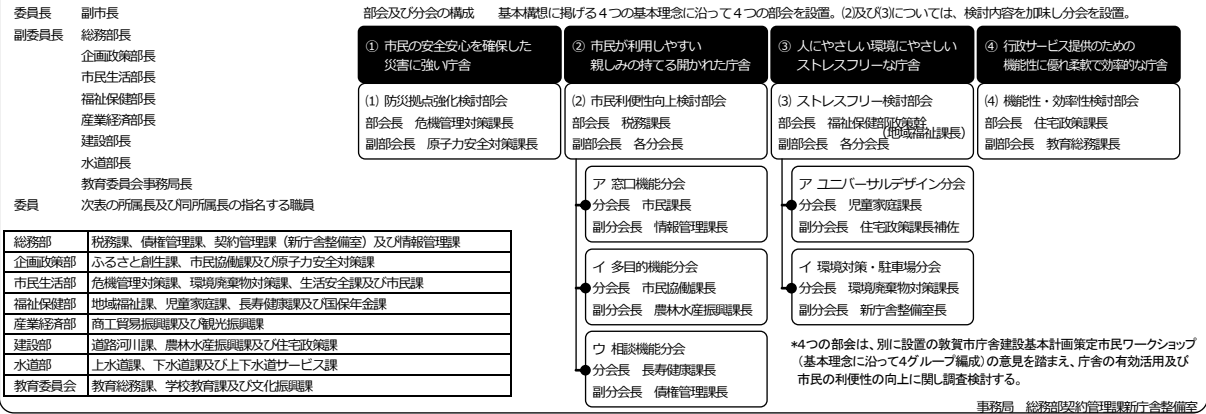 委員長　副市長
副委員長　総務部長
企画政策部長
市民生活部長
福祉保健部長
産業経済部長
建設部長
水道部長
教育委員会事務局長
委員　次表の所属長及び同所属長の指名する職員
総務部　税務課、債権管理課、契約管理課（新庁舎整備室）及び情報管理課
企画政策部　ふるさと創生課、市民協働課及び原子力安全対策課
市民生活部　危機管理対策課、環境廃棄物対策課、生活安全課及び市民課
福祉保健部　地域福祉課、児童家庭課、長寿健康課及び国保年金課
産業経済部　商工貿易振興課及び観光振興課
建設部　道路河川課、農林水産振興課及び住宅政策課
水道部　上水道課、下水道課及び上下水道サービス課
教育委員会　教育総務課、学校教育課及び文化振興課
部会及び分会の構成　基本構想に掲げる４つの基本理念に沿って４つの部会を設置。⑵及び⑶については、検討内容を加味し分会を設置。
① 市民の安全安心を確保した
災害に強い庁舎
⑴ 防災拠点強化検討部会
部会長　危機管理対策課長
副部会長　原子力安全対策課長
② 市民が利用しやすい
親しみの持てる開かれた庁舎
⑵ 市民利便性向上検討部会
部会長　税務課長
副部会長　各分会長
ア 窓口機能分会
分会長　市民課長
副分会長　情報管理課長
イ 多目的機能分会
分会長　市民協働課長
副分会長　農林水産振興課長
ウ 相談機能分会
分会長　長寿健康課長
副分会長　債権管理課長
③ 人にやさしい環境にやさしい
ストレスフリーな庁舎
⑶ ストレスフリー検討部会
部会長　福祉保健部政策幹
（地域福祉課長）
副部会長　各分会長
ア ユニバーサルデザイン分会
分会長　児童家庭課長
副分会長　住宅政策課長補佐
イ 環境対策・駐車場分会
分会長　環境廃棄物対策課長
副分会長　新庁舎整備室長
④ 行政サービス提供のための
機能性に優れ柔軟で効率的な庁舎
⑷ 機能性・効率性検討部会
部会長　住宅政策課長
副部会長　教育総務課長
*4つの部会は、別に設置の敦賀市庁舎建設基本計画策定市民ワークショップ
（基本理念に沿って4グループ編成）の意見を踏まえ、庁舎の有効活用及び
市民の利便性の向上に関し調査検討する。
事務局　総務部契約管理課新庁舎整備室